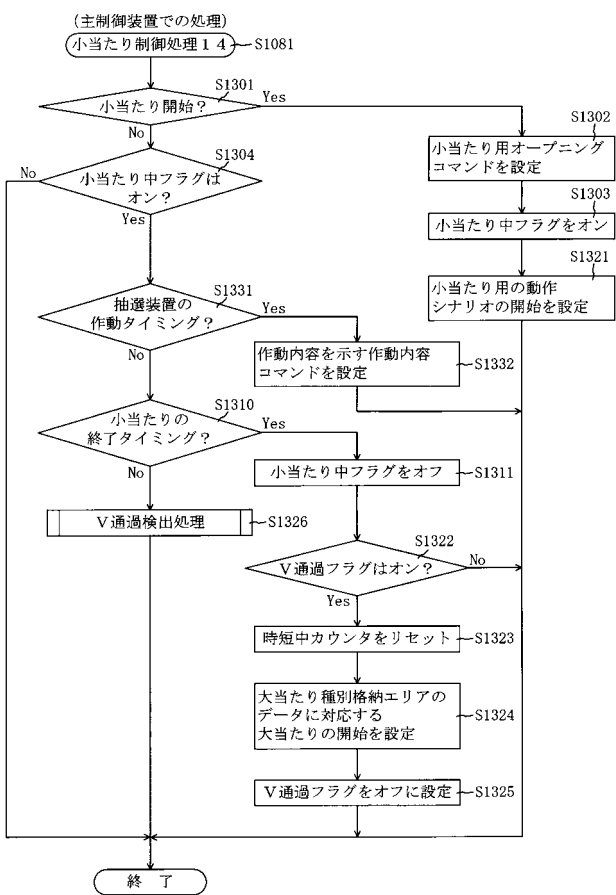 (主制御装置での処理)
小当たり制御処理14
S1081
S1301
小当たり開始?
Yes
No
S1302
小当たり用オープニング
コマンドを設定
S1304
No
小当たり中フラグは
オン?
Yes
S1303
小当たり中フラグをオン
S1321
小当たり用の動作
シナリオの開始を設定
S1331
抽選装置の
作動タイミング?
Yes
No
作動内容を示す作動内容
コマンドを設定
S1332
S1310
小当たりの
終了タイミング?
Yes
No
小当たり中フラグをオフ
S1311
V通過検出処理
S1326
S1322
V通過フラグはオン?
No
Yes
時短中カウンタをリセット
S1323
大当たり種別格納エリアの
データに対応する
大当たりの開始を設定
S1324
V通過フラグをオフに設定
S1325
終 了